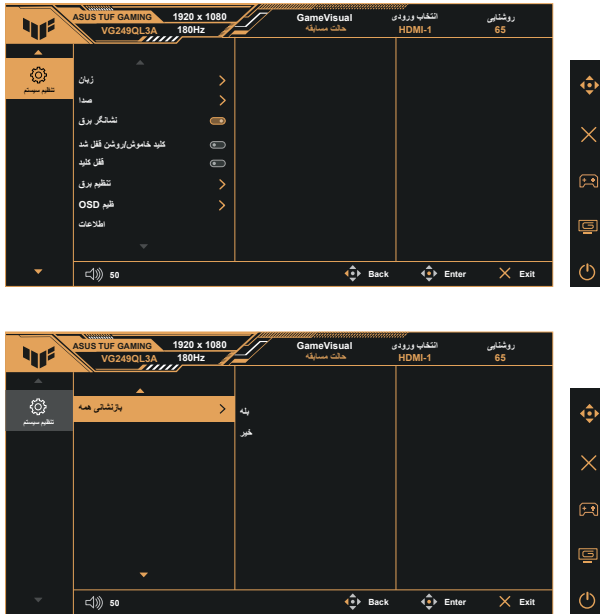 ASUS TUF GAMING
VG249QL3A
1920 x 1080
180Hz
GameVisual
حالت مسابقه
انتخاب ورودی
HDMI-1
روشنایی
65
تنظیم سیستم
زبان
صدا
نشانگر برق
کلید خاموش/روشن قفل شد
قفل کلید
تنظیم برق
ظیم OSD
اطلاعات
50
Back
Enter
Exit
ASUS TUF GAMING
VG249QL3A
1920 x 1080
180Hz
GameVisual
حالت مسابقه
انتخاب ورودی
HDMI-1
روشنایی
65
تنظیم سیستم
بازنشانی همه
بله
خیر
50
Back
Enter
Exit